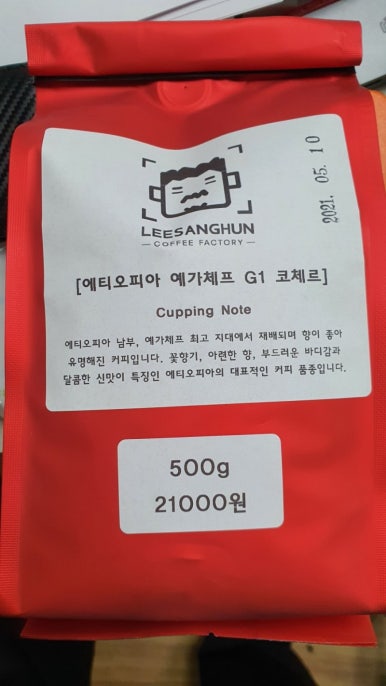 2021. 05. 10
LEESANGHUN
COFFEE FACTORY
[에티오피아 예가체프 G1 코체르]
Cupping Note
에티오피아 남부, 예가체프 최고 지대에서 재배되며 향이 좋아
유명해진 커피입니다. 꽃향기, 아련한 향, 부드러운 바디감과
달콤한 신맛이 특징인 에티오피아의 대표적인 커피 품종입니다.
500g
21000원